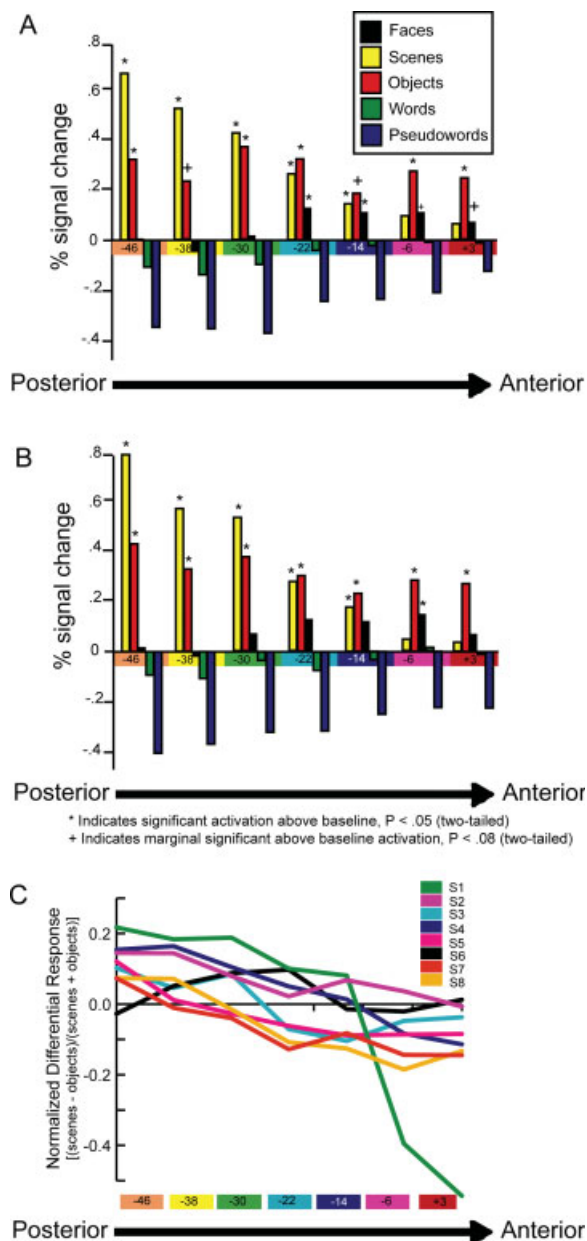 A
.8
.6
.4
.2
0
-.2
-.4
% signal change
Faces
Scenes
Objects
Words
Pseudowords
* * * * * + * * * * + * * + * * + *
-46 -38 -30 -22 -14 -6 +3
Posterior Anterior
B
.8
.6
.4
.2
0
-.2
-.4
% signal change
* * * * * * * * * * * * *
-46 -38 -30 -22 -14 -6 +3
Posterior Anterior
* Indicates significant activation above baseline, P < .05 (two-tailed)
+ Indicates marginal significant above baseline activation, P < .08 (two-tailed)
C
S1
S2
S3
S4
S5
S6
S7
S8
0.2
0.0
-0.2
-0.4
Normalized Differential Response
[(scenes - objects)/(scenes + objects)]
-46 -38 -30 -22 -14 -6 +3
Posterior Anterior